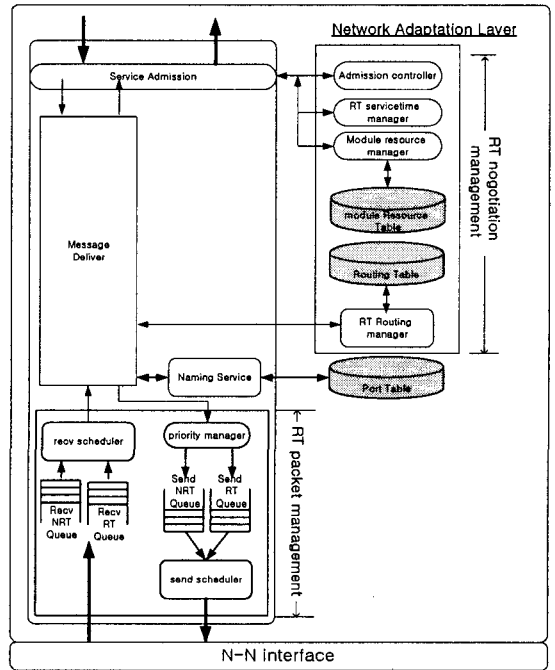 Network Adaptation Laver
Service Admission
Admission controller
RT servicetime
manager
Module resource
manager
module Resource
Table
Routing Table
RT Routing
manager
RT nogotiation
management
Message
Deliver
Naming Service
Port Table
recv scheduler
priority manager
Recv
NRT
Queue
Recv
RT
Queue
Send
NRT
Queue
Send
RT
Queue
send scheduler
RT packet management
N-N interface